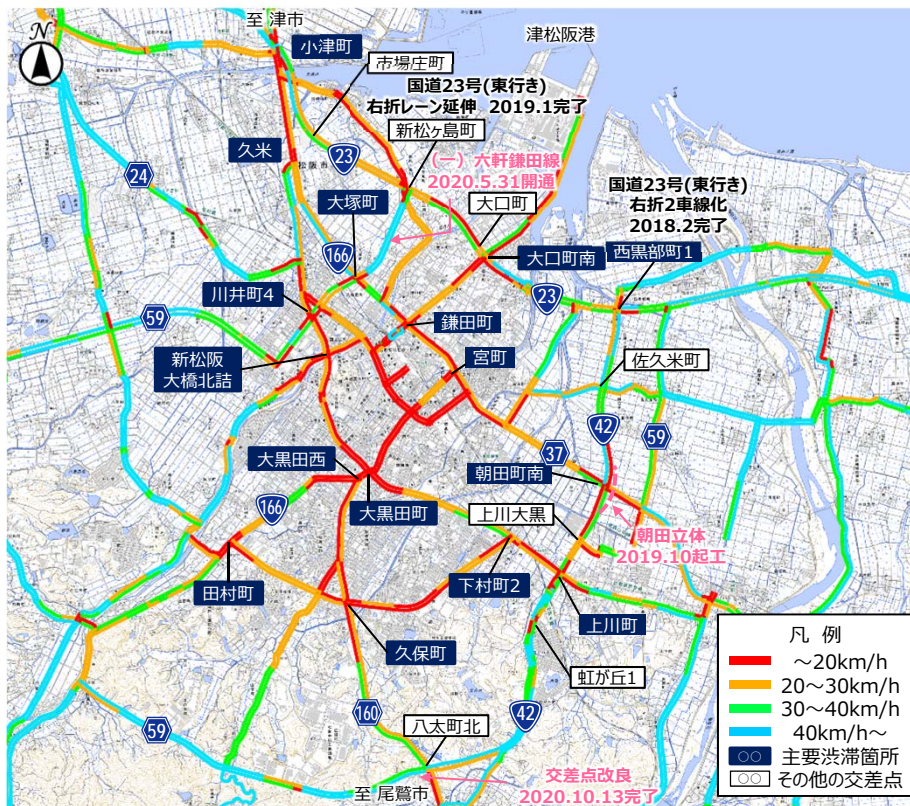 至 津市
N
小津町
津松阪港
市場庄町
国道23号(東行き)
右折レーン延伸 2019.1完了
新松ヶ島町
久米
23
松阪市
(一) 六軒鎌田線
2020.5.31開通
24
国道23号(東行き)
右折2車線化
2018.2完了
大塚町
大口町
西黒部町1
166
大口町南
川井町4
23
59
鎌田町
新松阪
大橋北詰
宮町
佐久米町
42
59
37
大黒田西
朝田町南
166
大黒田町
上川大黒
朝田立体
2019.10起工
田村町
下村町2
上川町
久保町
虹が丘1
160
42
59
八太町北
至 尾鷲市
交差点改良
2020.10.13完了
凡 例
~20km/h
20~30km/h
30~40km/h
40km/h~
○○ 主要渋滞箇所
○○ その他の交差点